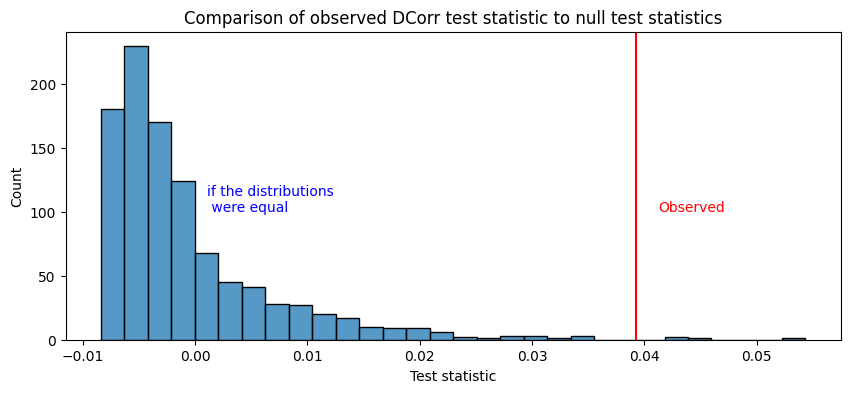 Comparison of observed DCorr test statistic to null test statistics
Count
200
150
100
50
0
if the distributions
were equal
Observed
-0.01
0.00
0.01
0.02
0.03
0.04
0.05
Test statistic